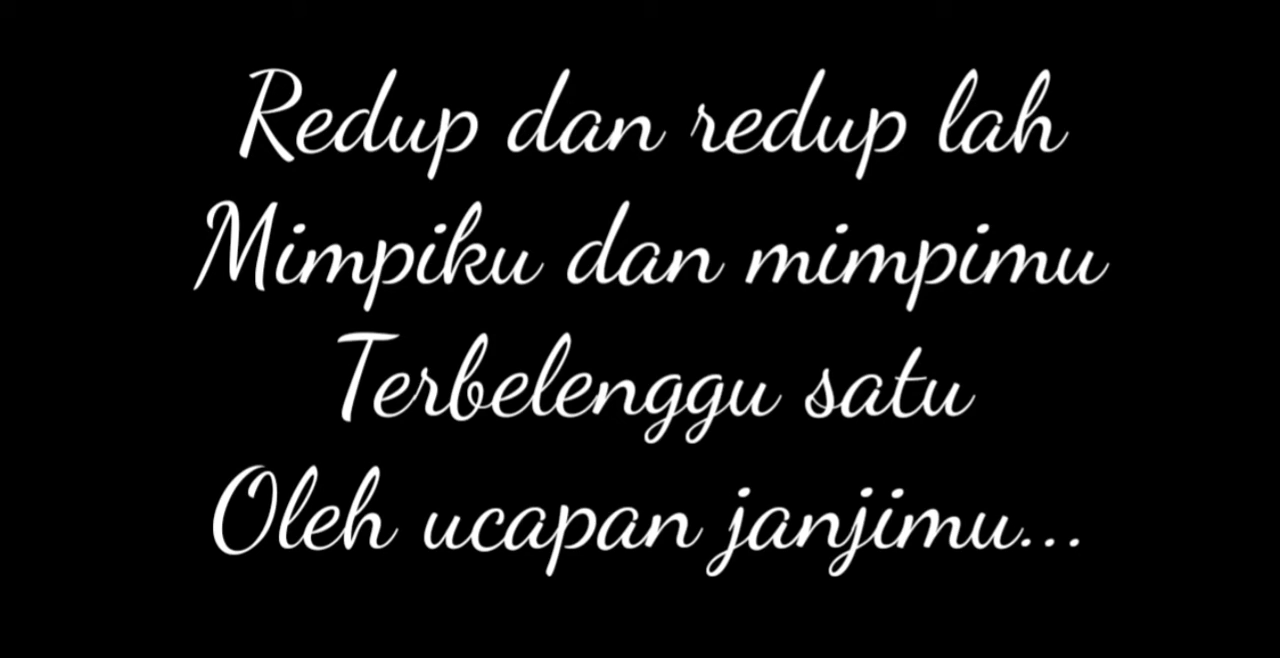 Redup dan redup lah
Mimpiku dan mimpimu
Terbelenggu satu
Oleh ucapan janjimu...